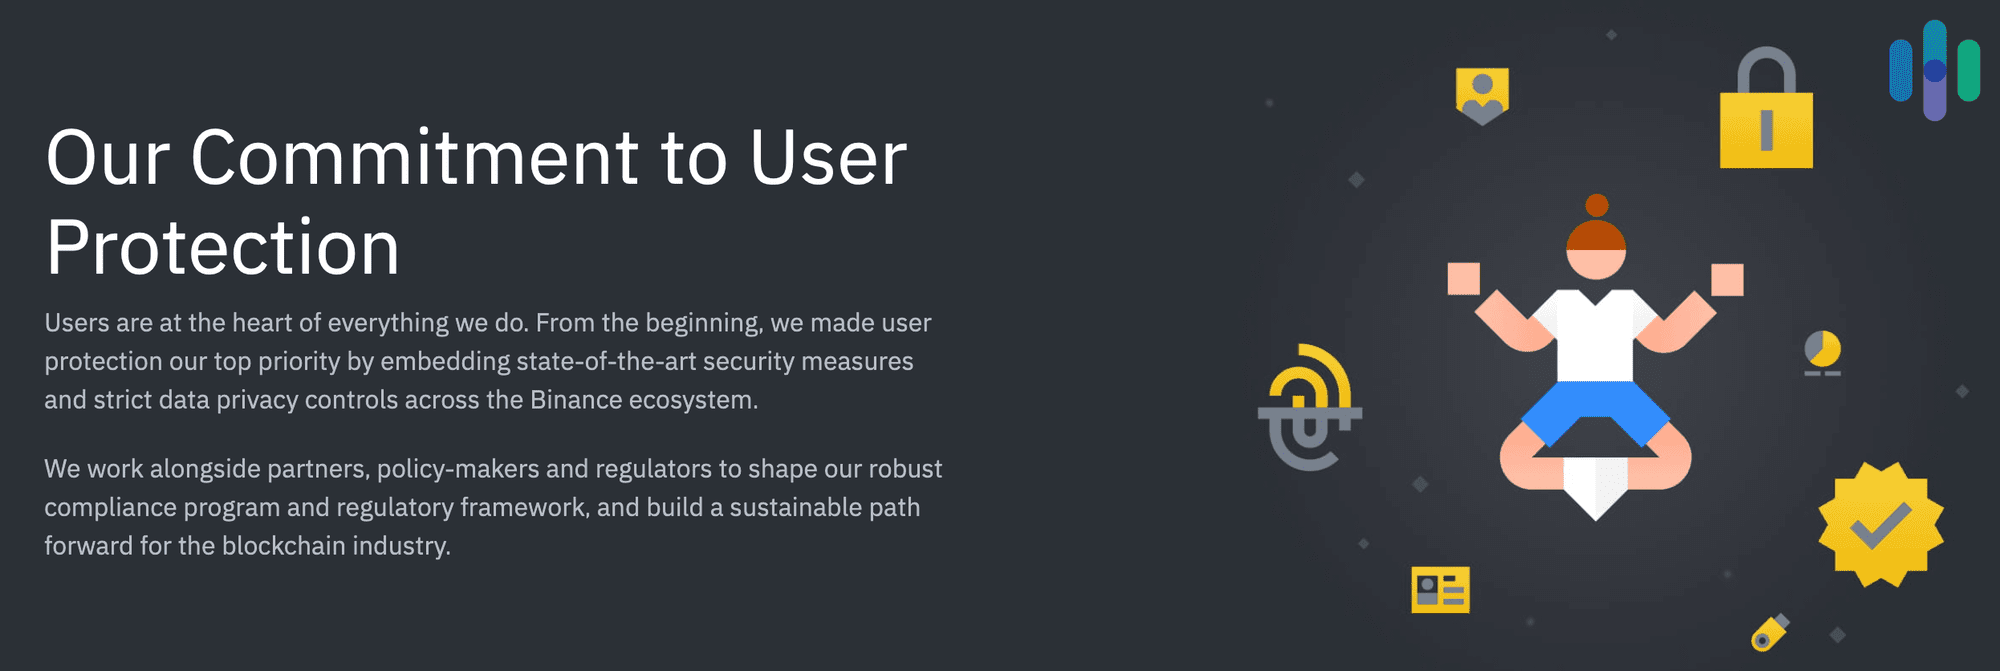 Our Commitment to User
Protection
Users are at the heart of everything we do. From the beginning, we made user
protection our top priority by embedding state-of-the-art security measures
and strict data privacy controls across the Binance ecosystem.
We work alongside partners, policy-makers and regulators to shape our robust
compliance program and regulatory framework, and build a sustainable path
forward for the blockchain industry.